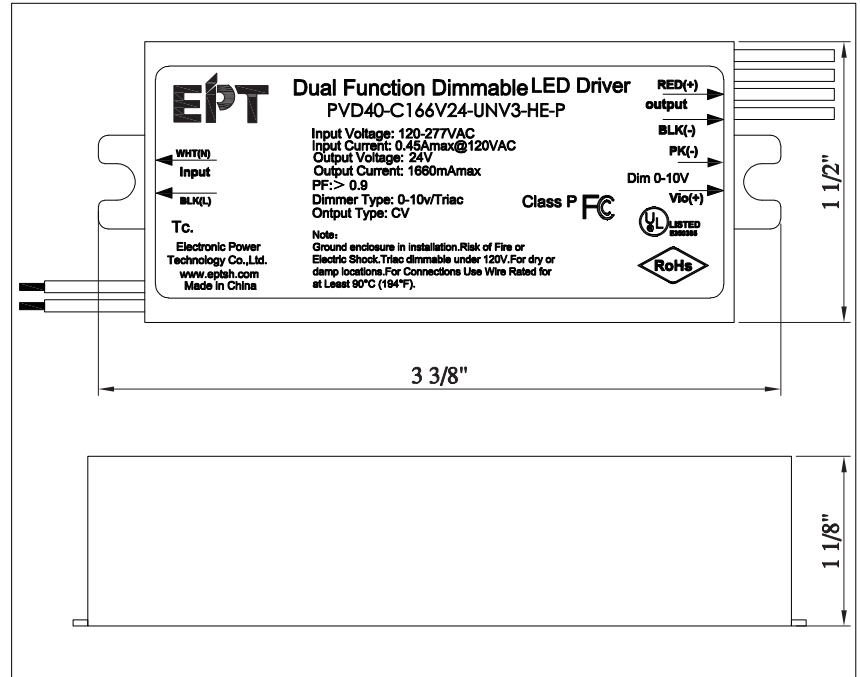 EPT
Dual Function Dimmable LED Driver
PVD40-C166V24-UNV3-HE-P
Input Voltage: 120-277VAC
Input Current: 0.45Amax@120VAC
Output Voltage: 24V
Output Current: 1660mAmax
PF:> 0.9
Dimmer Type: 0-10v/Triac
Ontput Type: CV
Note:
Ground enclosure in installation.Risk of Fire or
Electric Shock.Triac dimmable under 120V.For dry or
damp locations.For Connections Use Wire Rated for
at Least 90°C (194°F).
WHT(N)
Input
BLK(L)
Tc.
Electronic Power
Technology Co.,Ltd.
www.eptsh.com
Made in China
RED(+)
output
BLK(-)
PK(-)
Dim 0-10V
Vio(+)
Class P FC
UL LISTED
RoHs
1 1/2"
3 3/8"
1 1/8"